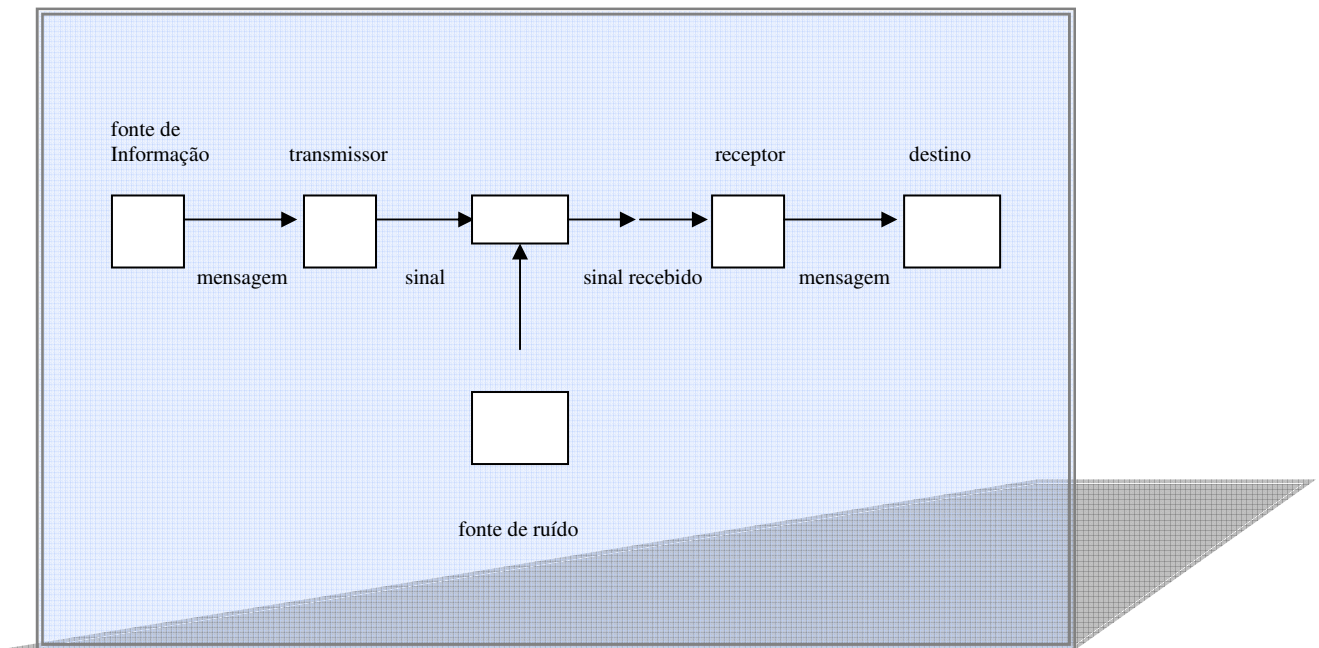 fonte de
Informação
transmissor
receptor
destino
mensagem
sinal
sinal recebido
mensagem
fonte de ruído